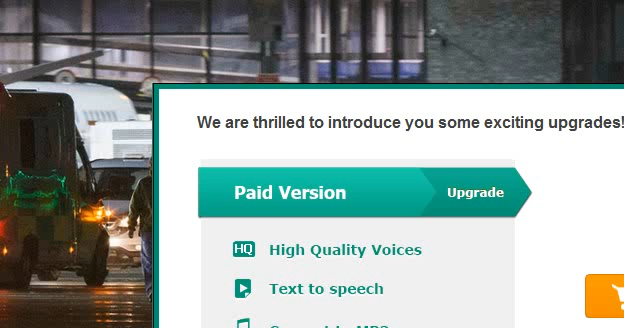 We are thrilled to introduce you some exciting upgrades!
Paid Version
Upgrade
HQ High Quality Voices
Text to speech